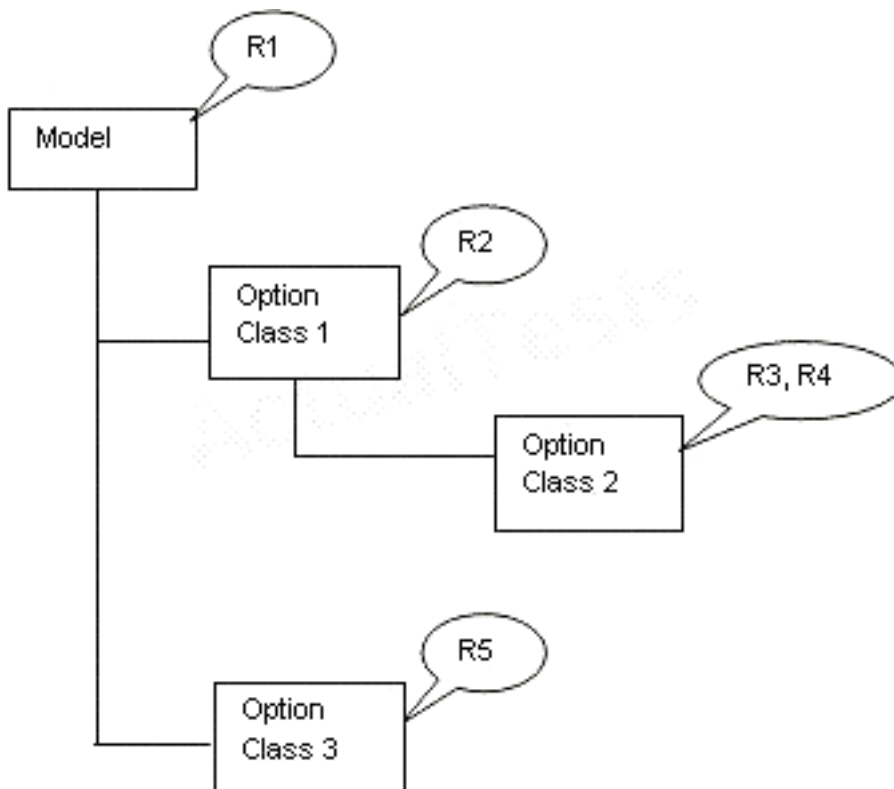 R1
Model
R2
Option
Class 1
R3, R4
Option
Class 2
R5
Option
Class 3